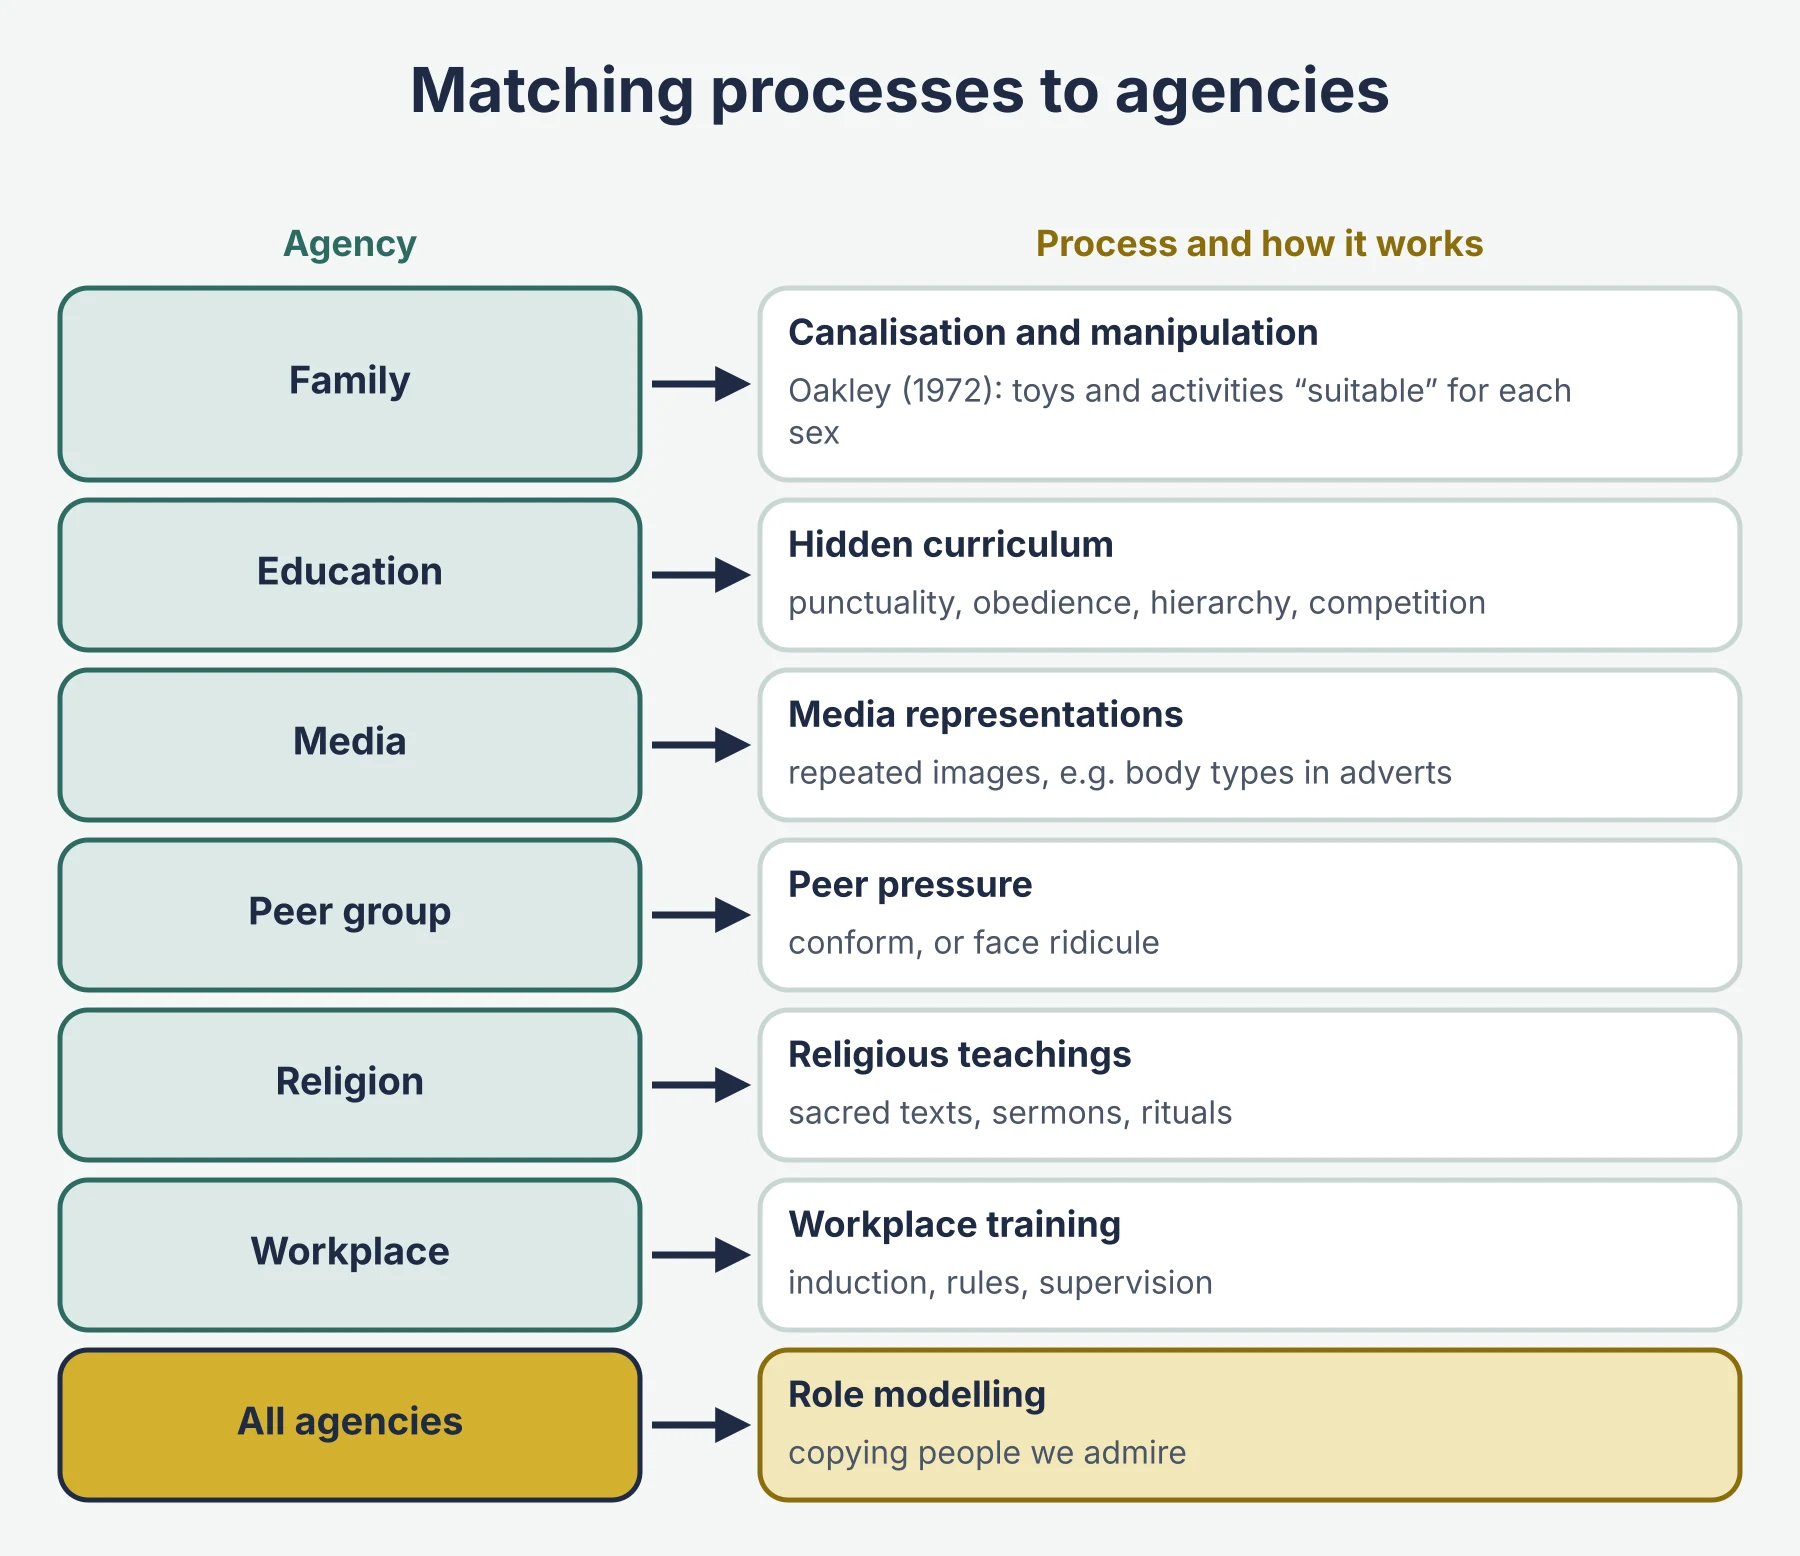 Matching processes to agencies
Agency
Process and how it works
Family
Canalisation and manipulation
Oakley (1972): toys and activities “suitable” for each
sex
Education
Hidden curriculum
punctuality, obedience, hierarchy, competition
Media
Media representations
repeated images, e.g. body types in adverts
Peer group
Peer pressure
conform, or face ridicule
Religion
Religious teachings
sacred texts, sermons, rituals
Workplace
Workplace training
induction, rules, supervision
All agencies
Role modelling
copying people we admire